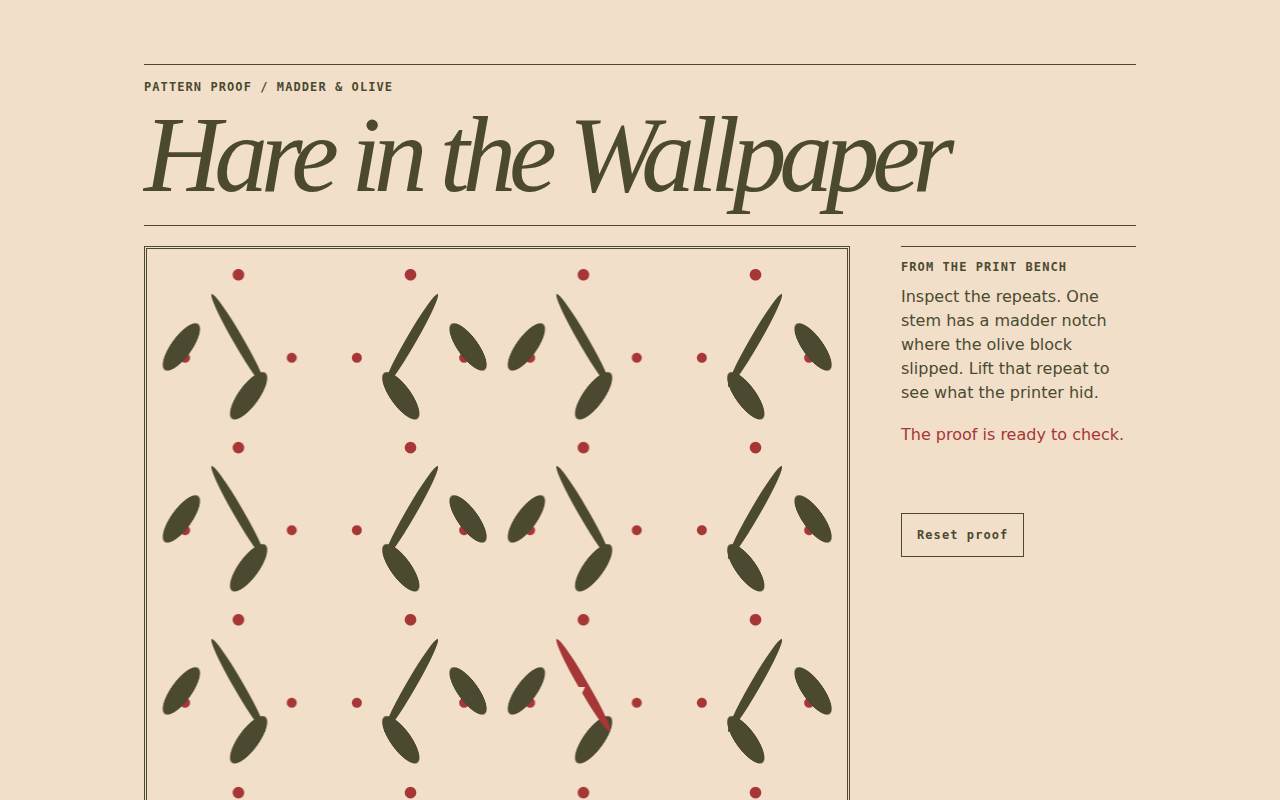 PATTERN PROOF / MADDER & OLIVE
Hare in the Wallpaper
FROM THE PRINT BENCH
Inspect the repeats. One
stem has a madder notch
where the olive block
slipped. Lift that repeat to
see what the printer hid.
The proof is ready to check.
Reset proof